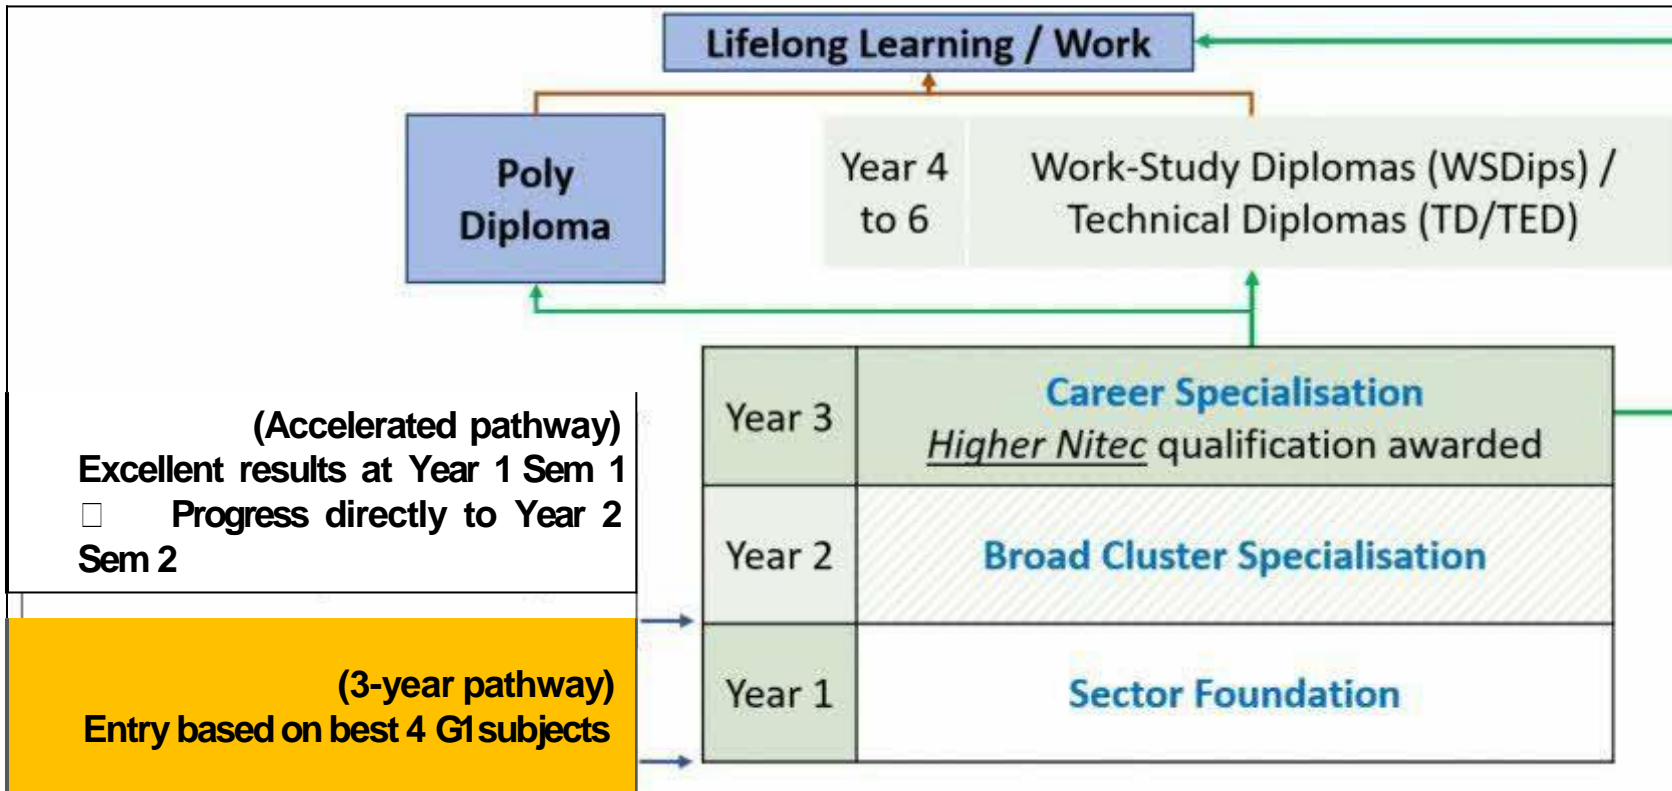 Lifelong Learning / Work
Poly
Diploma
Year 4
to 6
Work-Study Diplomas (WSDips) /
Technical Diplomas (TD/TED)
(Accelerated pathway)
Excellent results at Year 1 Sem 1
□ Progress directly to Year 2
Sem 2
Year 3
Career Specialisation
Higher Nitec qualification awarded
Year 2
Broad Cluster Specialisation
(3-year pathway)
Entry based on best 4 G1 subjects
Year 1
Sector Foundation